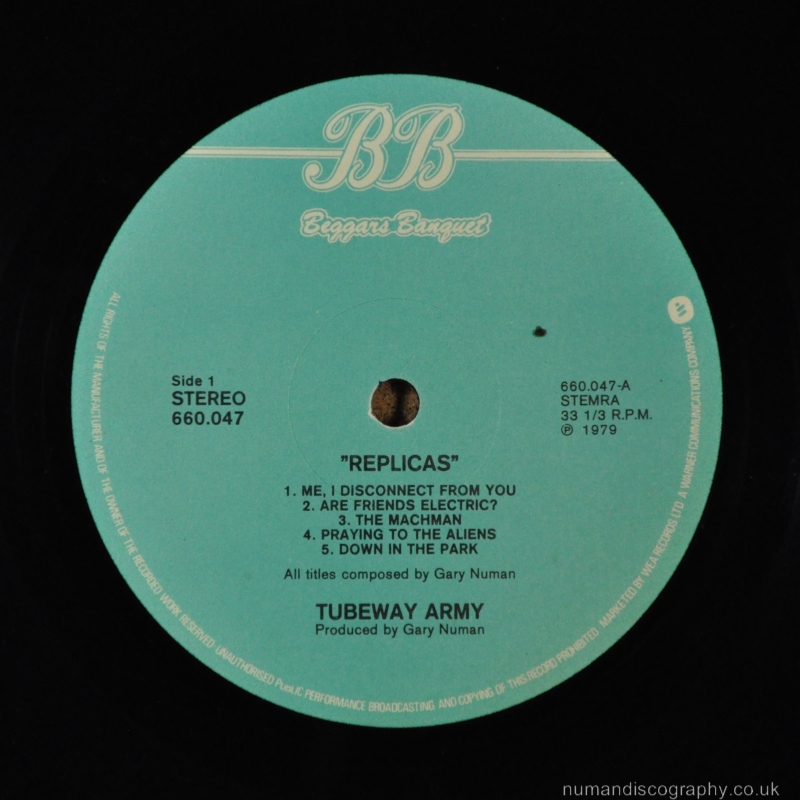 BB
Beggars Banquet
Side 1
STEREO
660.047
660.047-A
STEMRA
33 1/3 R.P.M.
℗ 1979
"REPLICAS"
1. ME, I DISCONNECT FROM YOU
2. ARE FRIENDS ELECTRIC?
3. THE MACHMAN
4. PRAYING TO THE ALIENS
5. DOWN IN THE PARK
All titles composed by Gary Numan
TUBEWAY ARMY
Produced by Gary Numan
ALL RIGHTS OF THE MANUFACTURER AND OF THE OWNER OF THE RECORDED WORK RESERVED. UNAUTHORISED PubLiC PERFORMANCE BROADCASTING AND COPYING OF THIS RECORD PROHIBITED. MARKETED BY WEA RECORDS LTD. A WARNER COMMUNICATIONS COMPANY
numandiscography.co.uk